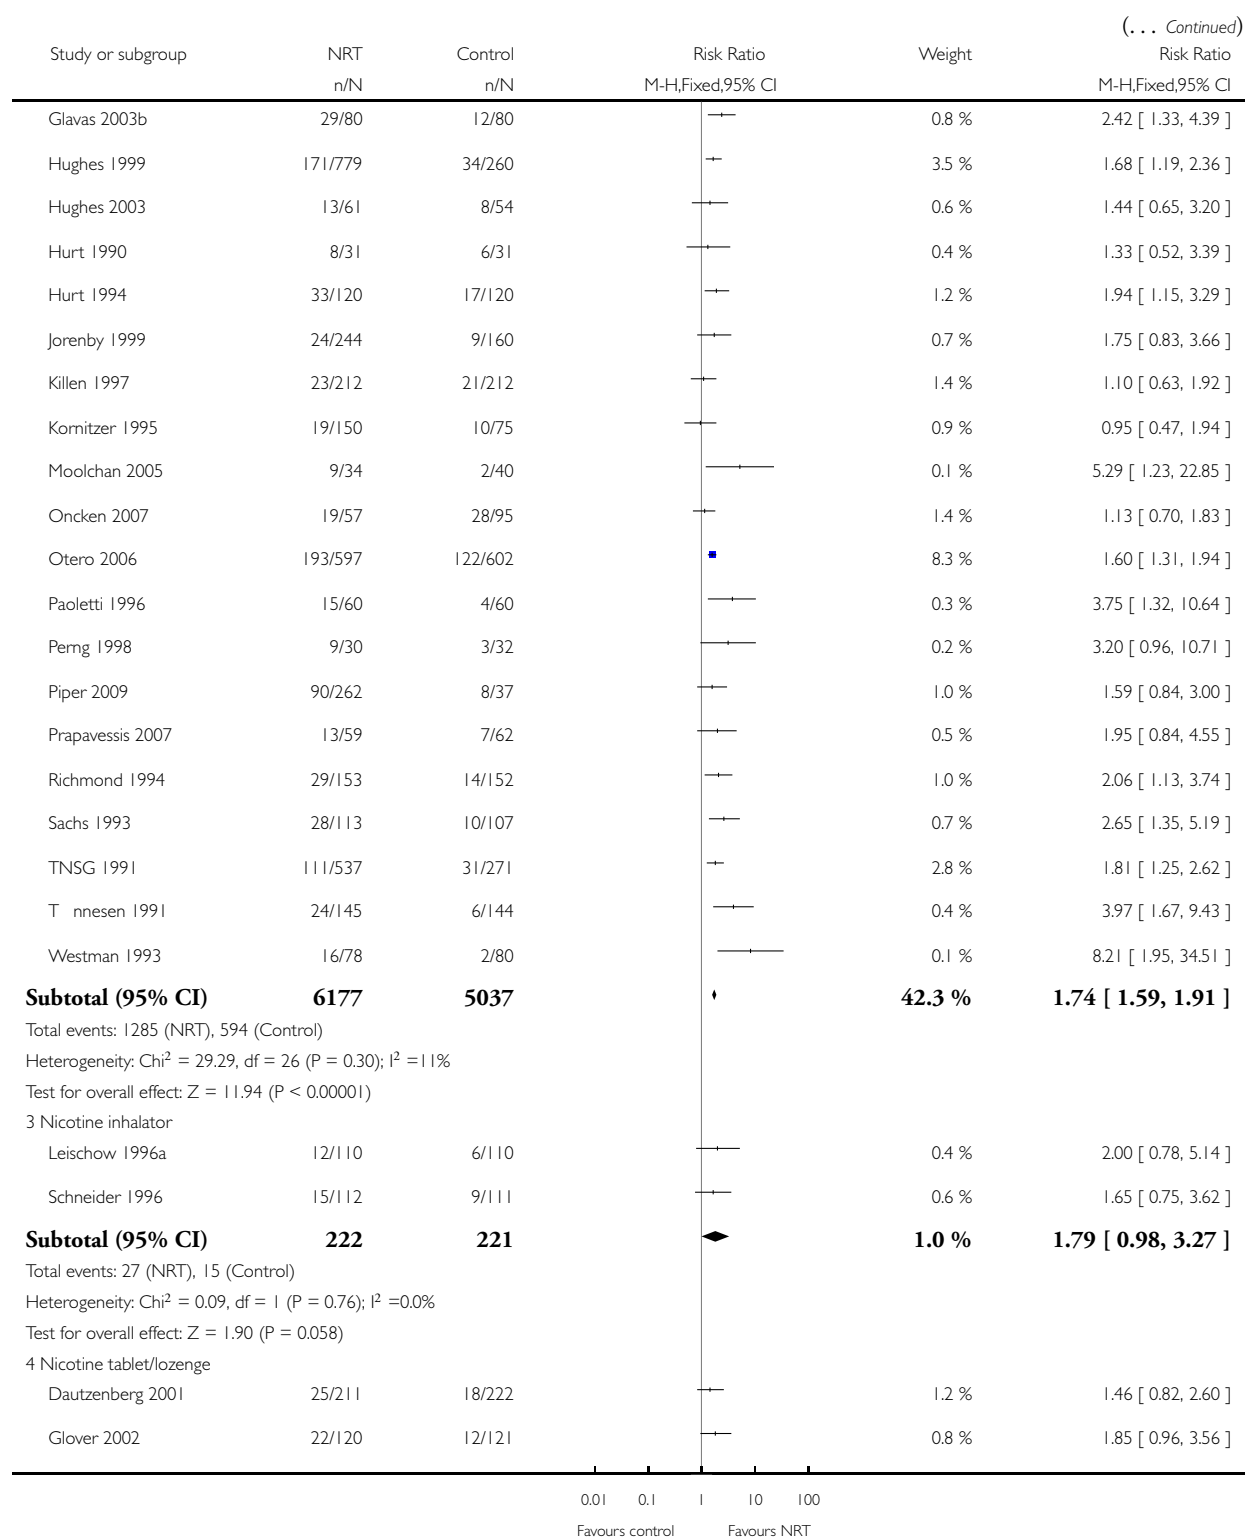 (... Continued)
Study or subgroup NRT Control Risk Ratio Weight Risk Ratio
n/N n/N M-H,Fixed,95% CI M-H,Fixed,95% CI
Glavas 2003b 29/80 12/80 0.8 % 2.42 [ 1.33, 4.39 ]
Hughes 1999 171/779 34/260 3.5 % 1.68 [ 1.19, 2.36 ]
Hughes 2003 13/61 8/54 0.6 % 1.44 [ 0.65, 3.20 ]
Hurt 1990 8/31 6/31 0.4 % 1.33 [ 0.52, 3.39 ]
Hurt 1994 33/120 17/120 1.2 % 1.94 [ 1.15, 3.29 ]
Jorenby 1999 24/244 9/160 0.7 % 1.75 [ 0.83, 3.66 ]
Killen 1997 23/212 21/212 1.4 % 1.10 [ 0.63, 1.92 ]
Kornitzer 1995 19/150 10/75 0.9 % 0.95 [ 0.47, 1.94 ]
Moolchan 2005 9/34 2/40 0.1 % 5.29 [ 1.23, 22.85 ]
Oncken 2007 19/57 28/95 1.4 % 1.13 [ 0.70, 1.83 ]
Otero 2006 193/597 122/602 8.3 % 1.60 [ 1.31, 1.94 ]
Paoletti 1996 15/60 4/60 0.3 % 3.75 [ 1.32, 10.64 ]
Perng 1998 9/30 3/32 0.2 % 3.20 [ 0.96, 10.71 ]
Piper 2009 90/262 8/37 1.0 % 1.59 [ 0.84, 3.00 ]
Prapavessis 2007 13/59 7/62 0.5 % 1.95 [ 0.84, 4.55 ]
Richmond 1994 29/153 14/152 1.0 % 2.06 [ 1.13, 3.74 ]
Sachs 1993 28/113 10/107 0.7 % 2.65 [ 1.35, 5.19 ]
TNSG 1991 111/537 31/271 2.8 % 1.81 [ 1.25, 2.62 ]
T nnesen 1991 24/145 6/144 0.4 % 3.97 [ 1.67, 9.43 ]
Westman 1993 16/78 2/80 0.1 % 8.21 [ 1.95, 34.51 ]
Subtotal (95% CI) 6177 5037 42.3 % 1.74 [ 1.59, 1.91 ]
Total events: 1285 (NRT), 594 (Control)
Heterogeneity: Chi² = 29.29, df = 26 (P = 0.30); I² =11%
Test for overall effect: Z = 11.94 (P < 0.00001)
3 Nicotine inhalator
Leischow 1996a 12/110 6/110 0.4 % 2.00 [ 0.78, 5.14 ]
Schneider 1996 15/112 9/111 0.6 % 1.65 [ 0.75, 3.62 ]
Subtotal (95% CI) 222 221 1.0 % 1.79 [ 0.98, 3.27 ]
Total events: 27 (NRT), 15 (Control)
Heterogeneity: Chi² = 0.09, df = 1 (P = 0.76); I² =0.0%
Test for overall effect: Z = 1.90 (P = 0.058)
4 Nicotine tablet/lozenge
Dautzenberg 2001 25/211 18/222 1.2 % 1.46 [ 0.82, 2.60 ]
Glover 2002 22/120 12/121 0.8 % 1.85 [ 0.96, 3.56 ]
0.01 0.1 1 10 100
Favours control Favours NRT